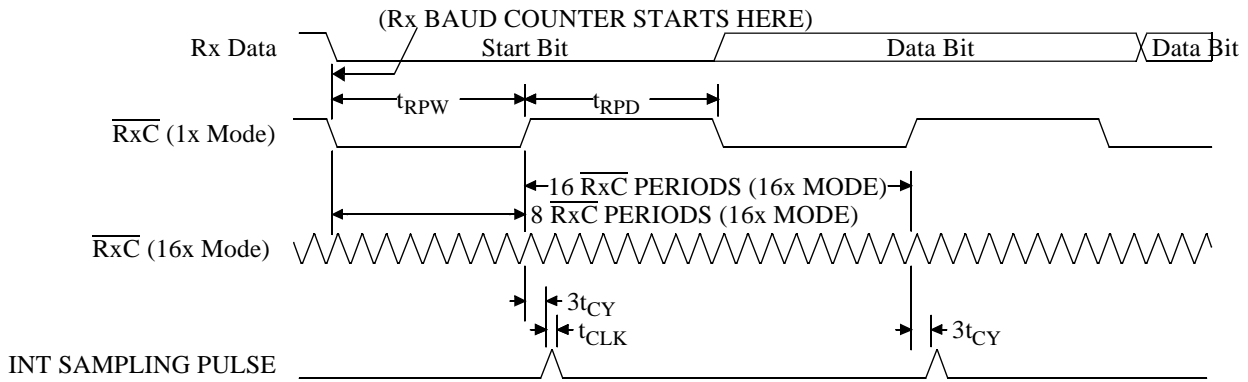 (Rx BAUD COUNTER STARTS HERE)
Rx Data
Start Bit
Data Bit
Data Bit
tRPW
tRPD
RxC (1x Mode)
16 RxC PERIODS (16x MODE)
8 RxC PERIODS (16x MODE)
RxC (16x Mode)
3tCY
tCLK
3tCY
INT SAMPLING PULSE